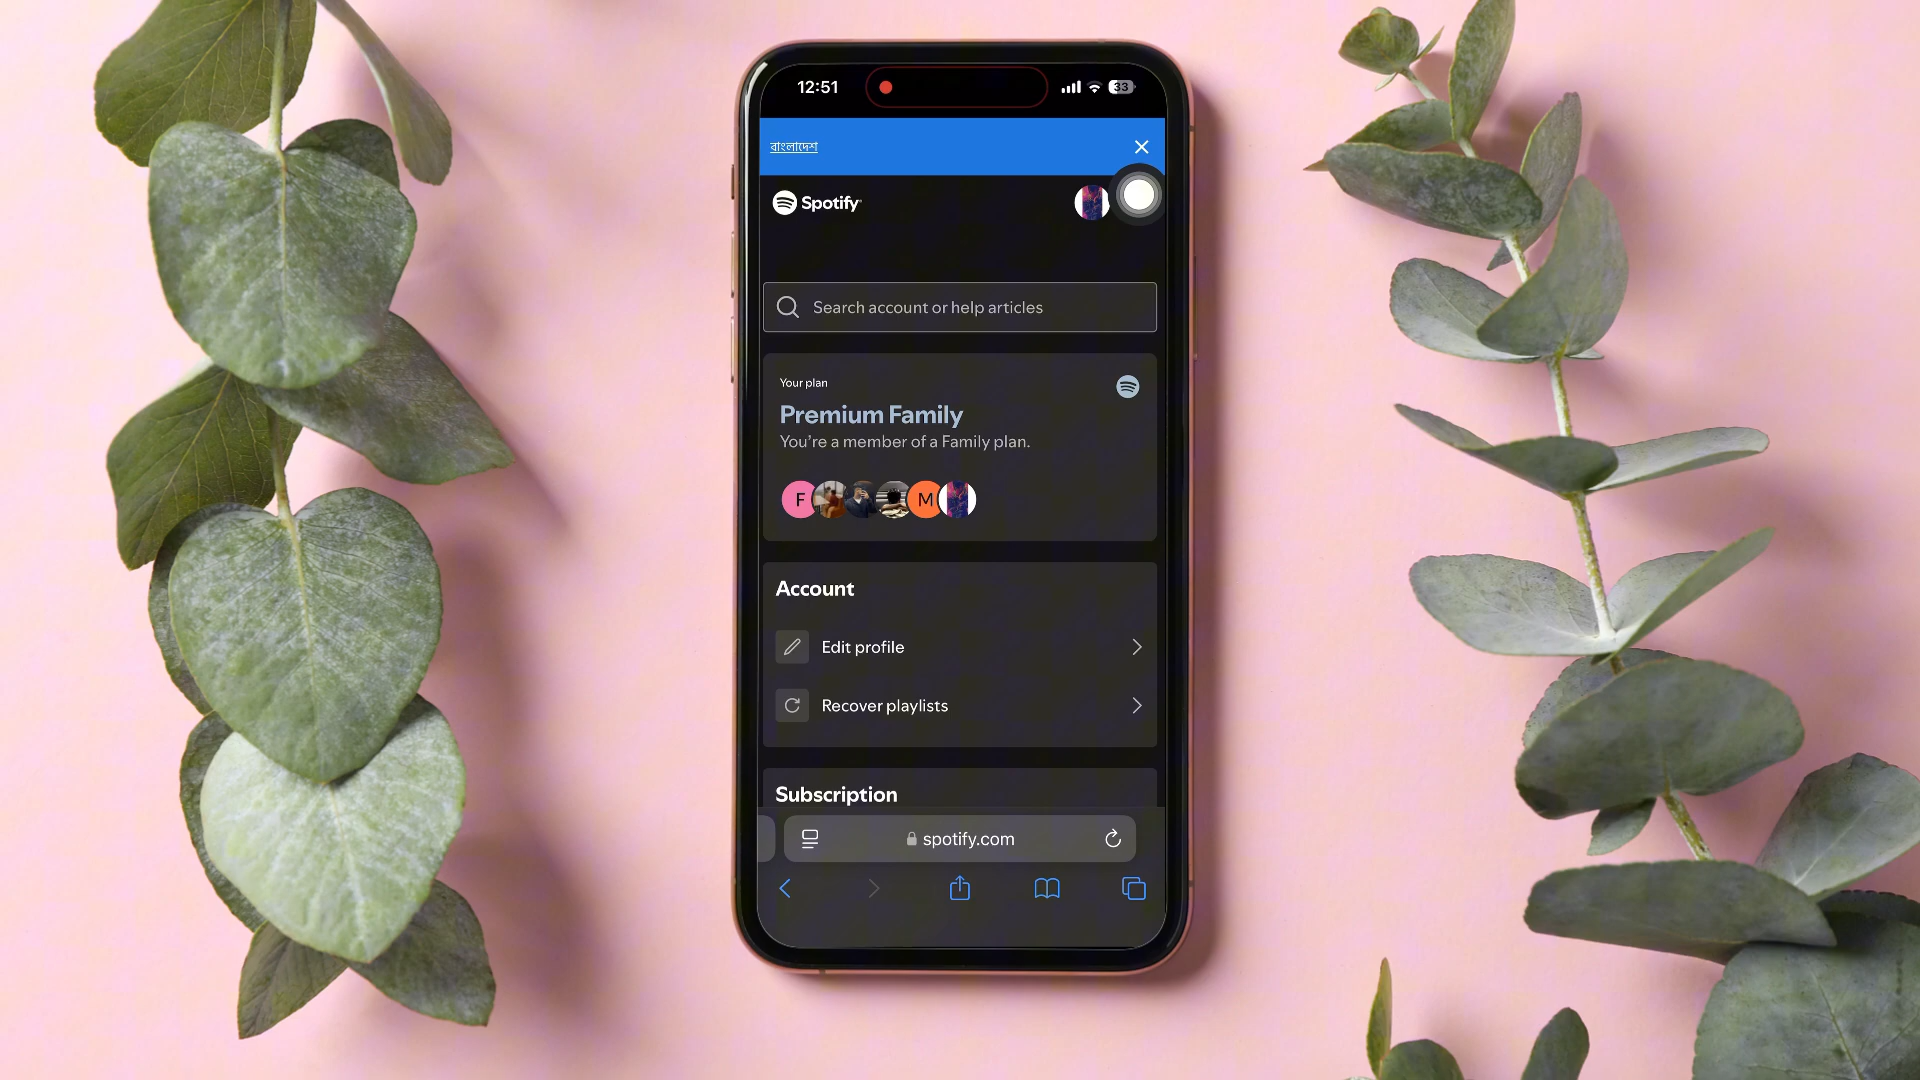 12:51
33
বাংলাদেশ
Spotify
Search account or help articles
Your plan
Premium Family
You're a member of a Family plan.
F
M
Account
Edit profile
Recover playlists
Subscription
spotify.com